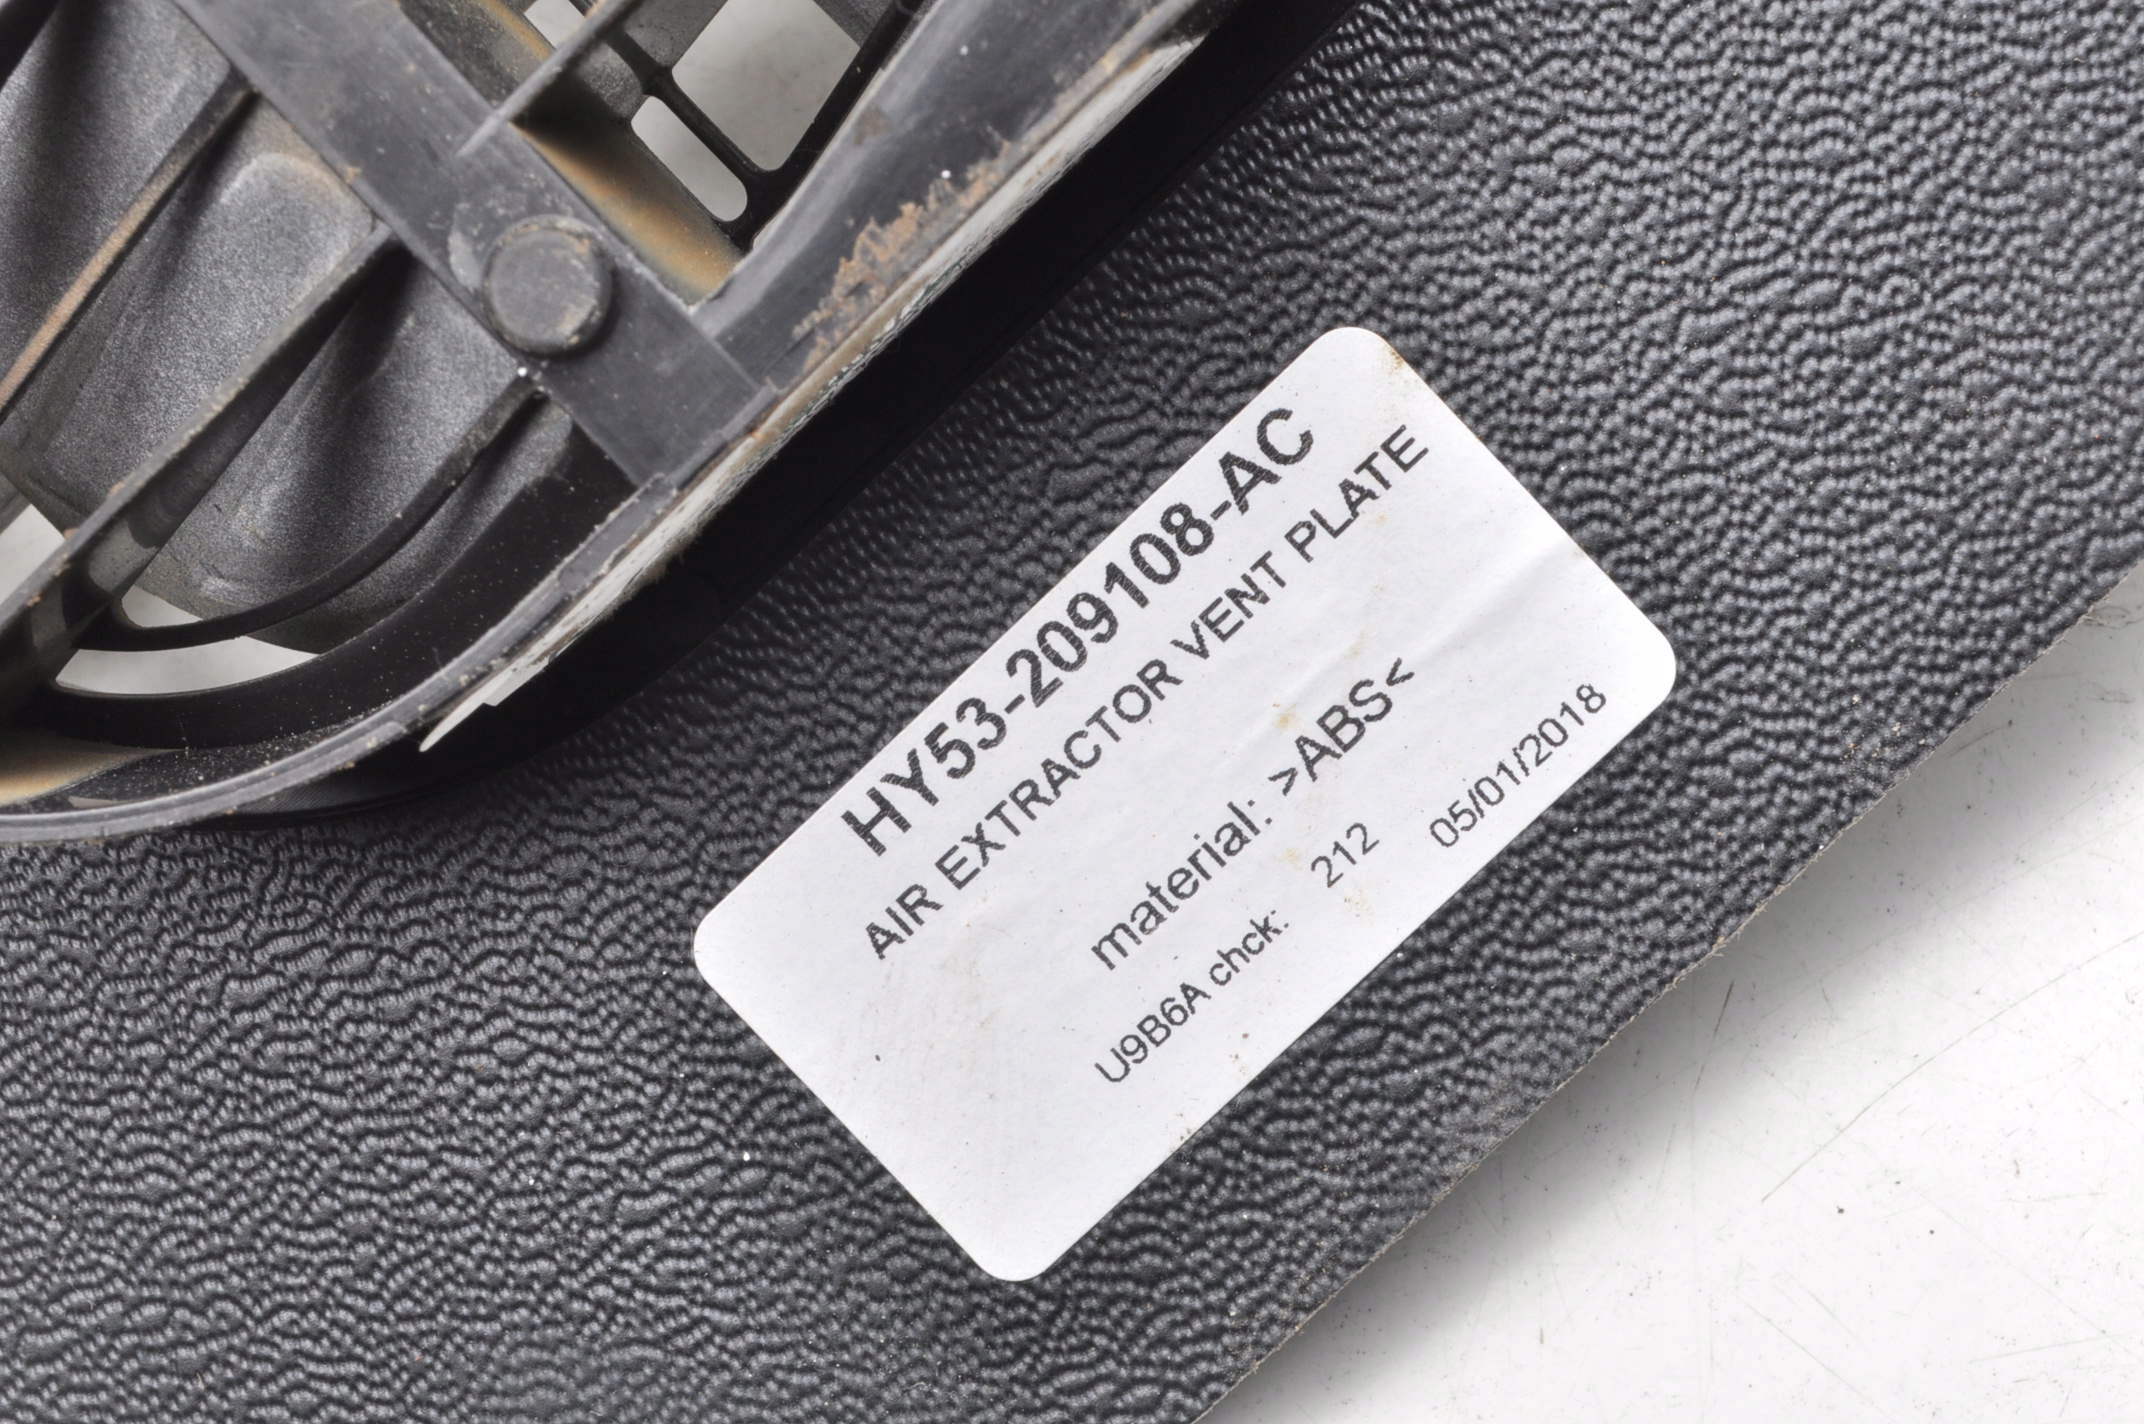 HY53-209108-AC
AIR EXTRACTOR VENT PLATE
material: >ABS<
U9B6A chck: 212 05/01/2018